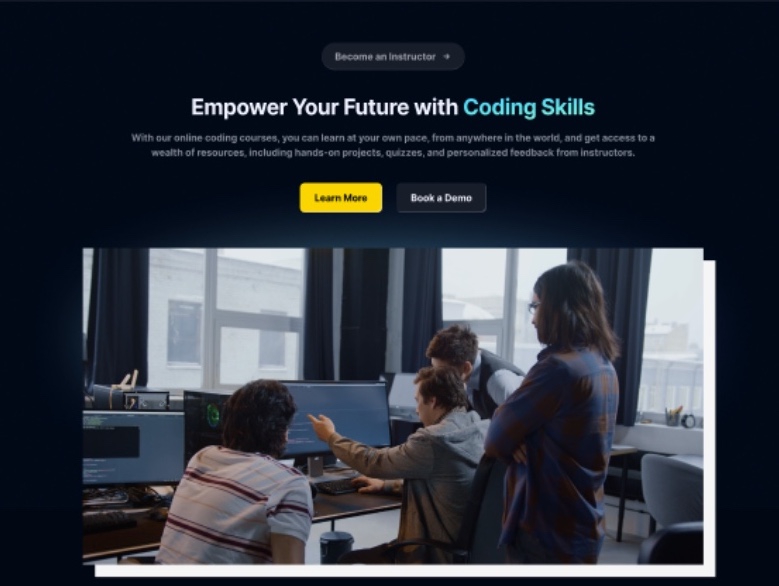 Become an Instructor →
Empower Your Future with Coding Skills
With our online coding courses, you can learn at your own pace, from anywhere in the world, and get access to a
wealth of resources, including hands-on projects, quizzes, and personalized feedback from instructors.
Learn More
Book a Demo